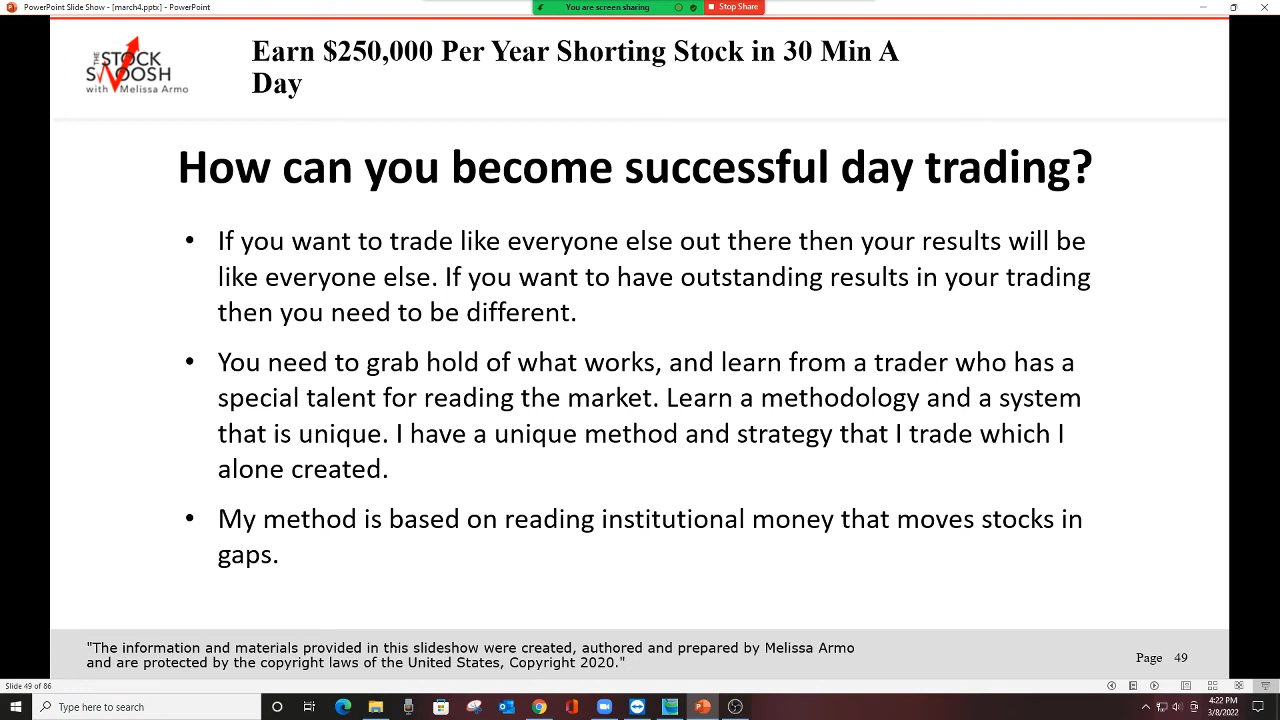 PowerPoint Slide Show - [march4.pptx] - PowerPoint
You are screen sharing
Stop Share
THE
STOCK
SWOOSH
with Melissa Armo
Earn $250,000 Per Year Shorting Stock in 30 Min A
Day
How can you become successful day trading?
• If you want to trade like everyone else out there then your results will be
like everyone else. If you want to have outstanding results in your trading
then you need to be different.
• You need to grab hold of what works, and learn from a trader who has a
special talent for reading the market. Learn a methodology and a system
that is unique. I have a unique method and strategy that I trade which I
alone created.
• My method is based on reading institutional money that moves stocks in
gaps.
"The information and materials provided in this slideshow were created, authored and prepared by Melissa Armo
and are protected by the copyright laws of the United States, Copyright 2020."
Page 49
Slide 49 of 86
Type here to search
4:22 PM
3/8/2022